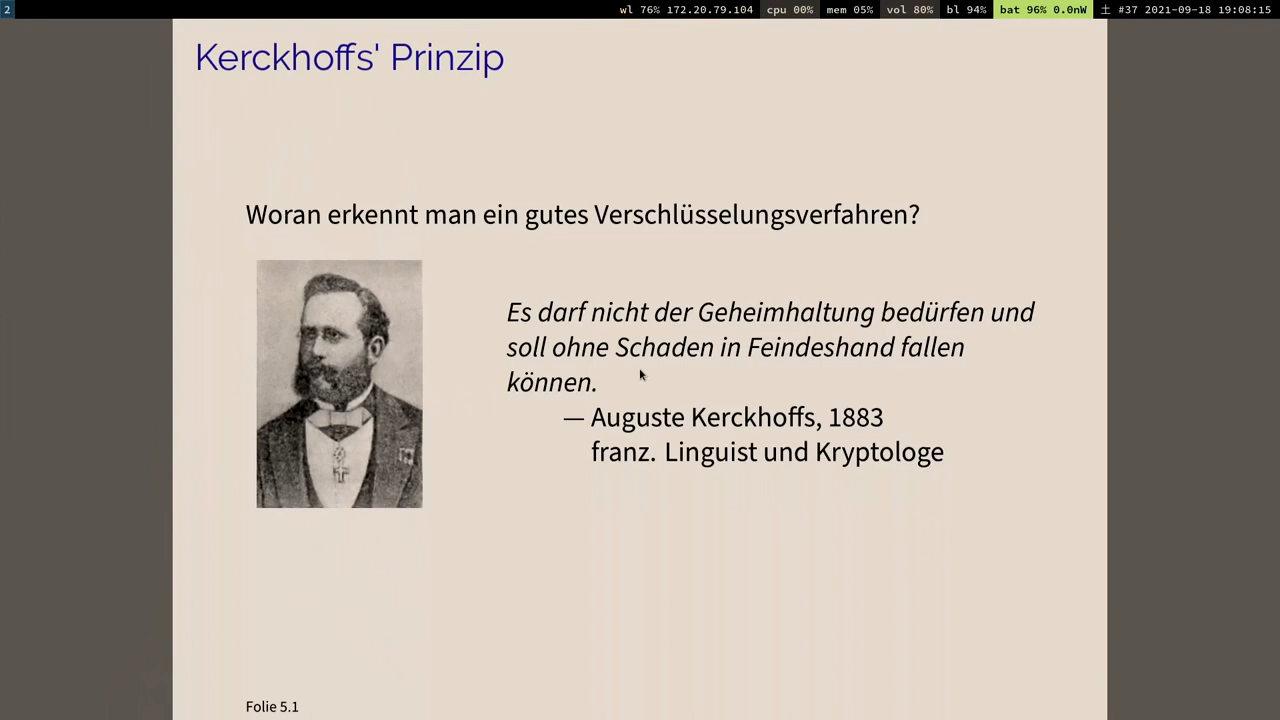 2 wl 76% 172.20.79.104 cpu 00% mem 05% vol 80% bl 94% bat 96% 0.0nW 土 #37 2021-09-18 19:08:15
Kerckhoffs' Prinzip
Woran erkennt man ein gutes Verschlüsselungsverfahren?
Es darf nicht der Geheimhaltung bedürfen und
soll ohne Schaden in Feindeshand fallen
können.
— Auguste Kerckhoffs, 1883
franz. Linguist und Kryptologe
Folie 5.1